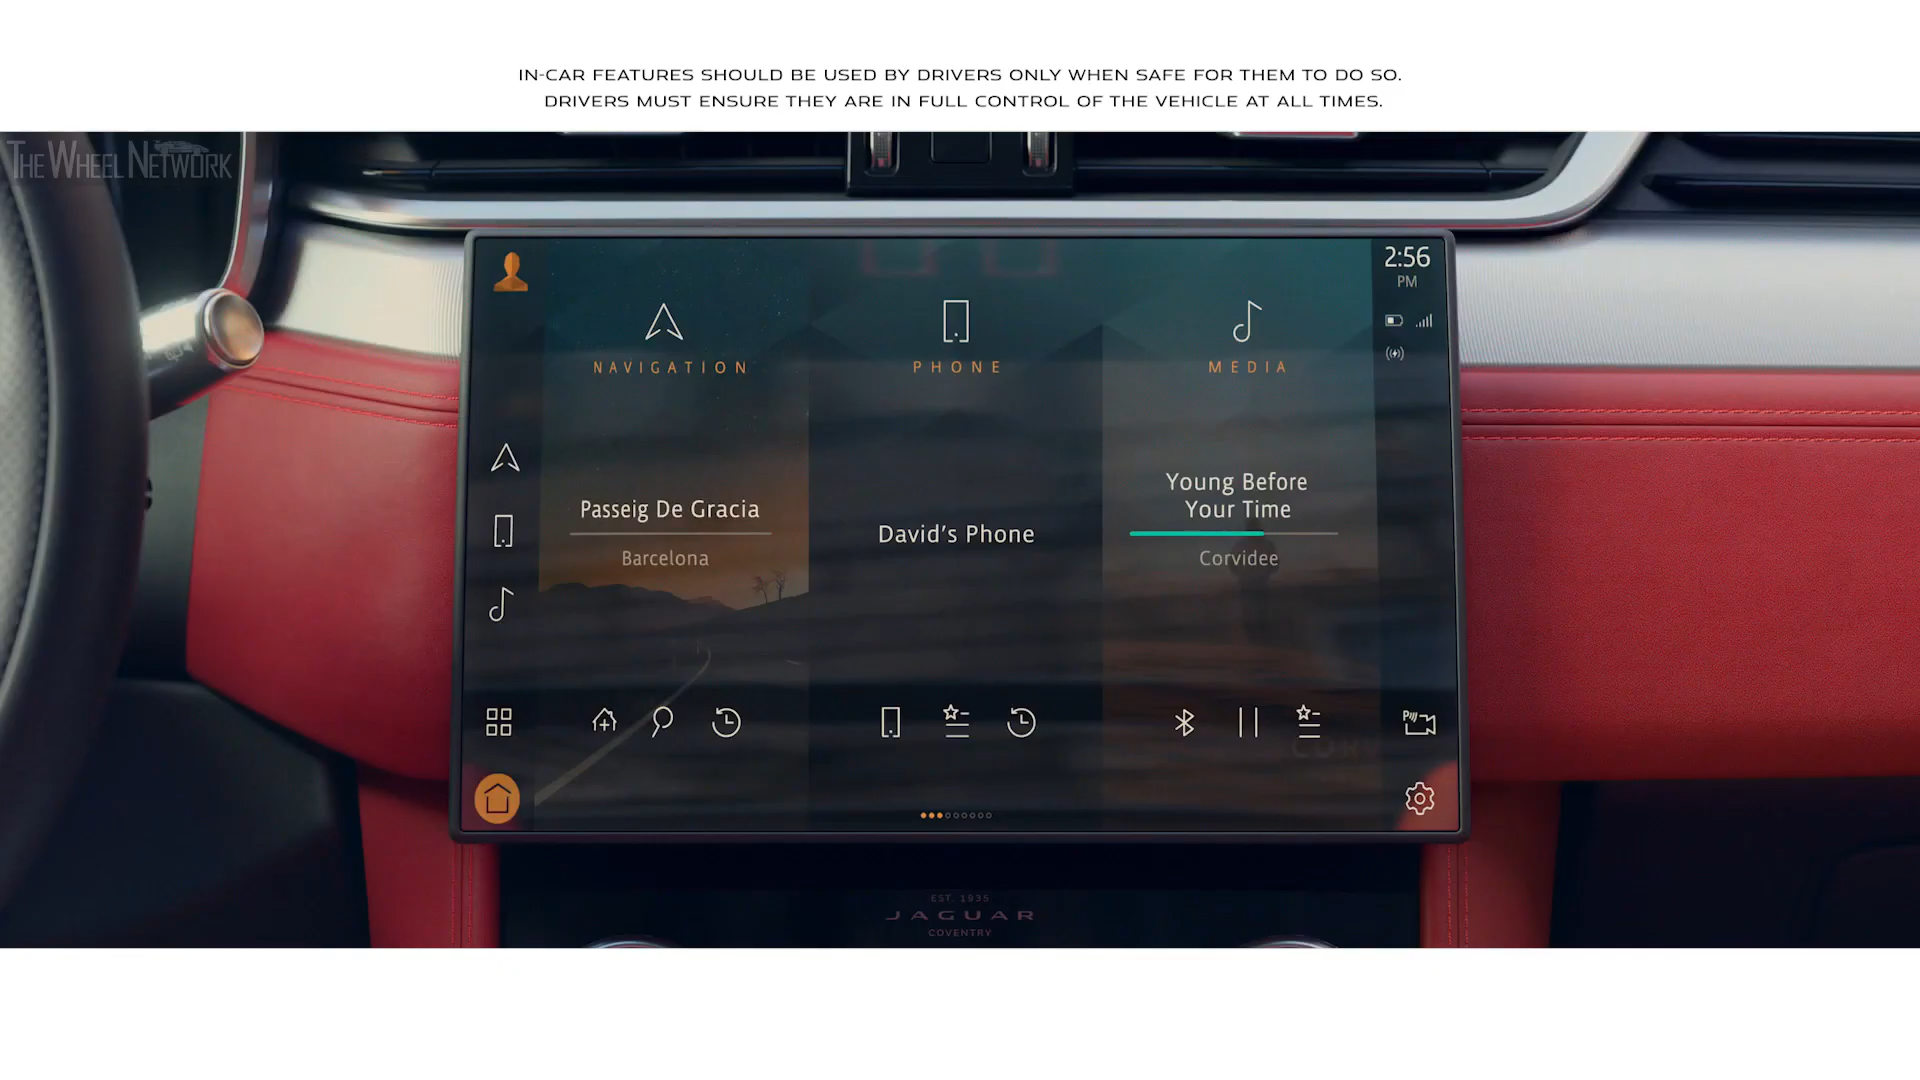 IN-CAR FEATURES SHOULD BE USED BY DRIVERS ONLY WHEN SAFE FOR THEM TO DO SO.
DRIVERS MUST ENSURE THEY ARE IN FULL CONTROL OF THE VEHICLE AT ALL TIMES.
THE WHEEL NETWORK
2:56
PM
NAVIGATION
PHONE
MEDIA
Passeig De Gracia
Barcelona
David's Phone
Young Before
Your Time
Corvidee
P
EST. 1935
JAGUAR
COVENTRY